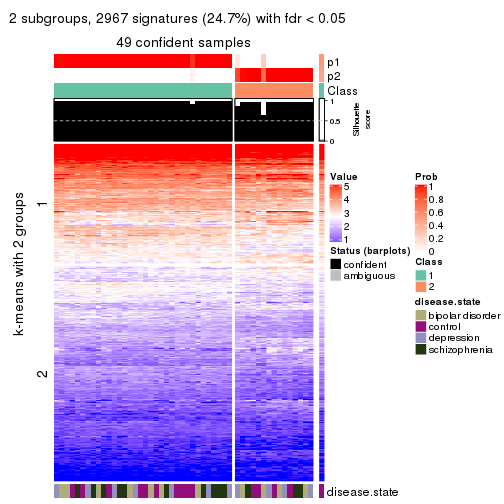 2 subgroups, 2967 signatures (24.7%) with fdr < 0.05
49 confident samples
p1
p2
Class
1
0.5
0
Silhouette
score
k-means with 2 groups
1
2
Value
5
4
3
2
1
Status (barplots)
confident
ambiguous
Prob
1
0.8
0.6
0.4
0.2
0
Class
1
2
disease.state
bipolar disorder
control
depression
schizophrenia
disease.state